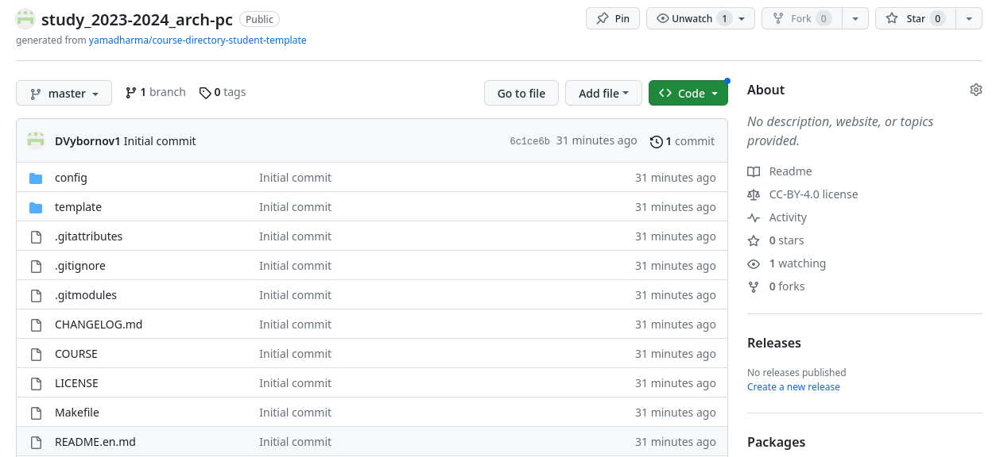 study_2023-2024_arch-pc Public Pin Unwatch 1 Fork 0 Star 0
generated from yamadharma/course-directory-student-template
master 1 branch 0 tags Go to file Add file Code
DVybornov1 Initial commit 6c1ce6b 31 minutes ago 1 commit
config Initial commit 31 minutes ago
template Initial commit 31 minutes ago
.gitattributes Initial commit 31 minutes ago
.gitignore Initial commit 31 minutes ago
.gitmodules Initial commit 31 minutes ago
CHANGELOG.md Initial commit 31 minutes ago
COURSE Initial commit 31 minutes ago
LICENSE Initial commit 31 minutes ago
Makefile Initial commit 31 minutes ago
README.en.md Initial commit 31 minutes ago
About
No description, website, or topics
provided.
Readme
CC-BY-4.0 license
Activity
0 stars
1 watching
0 forks
Releases
No releases published
Create a new release
Packages